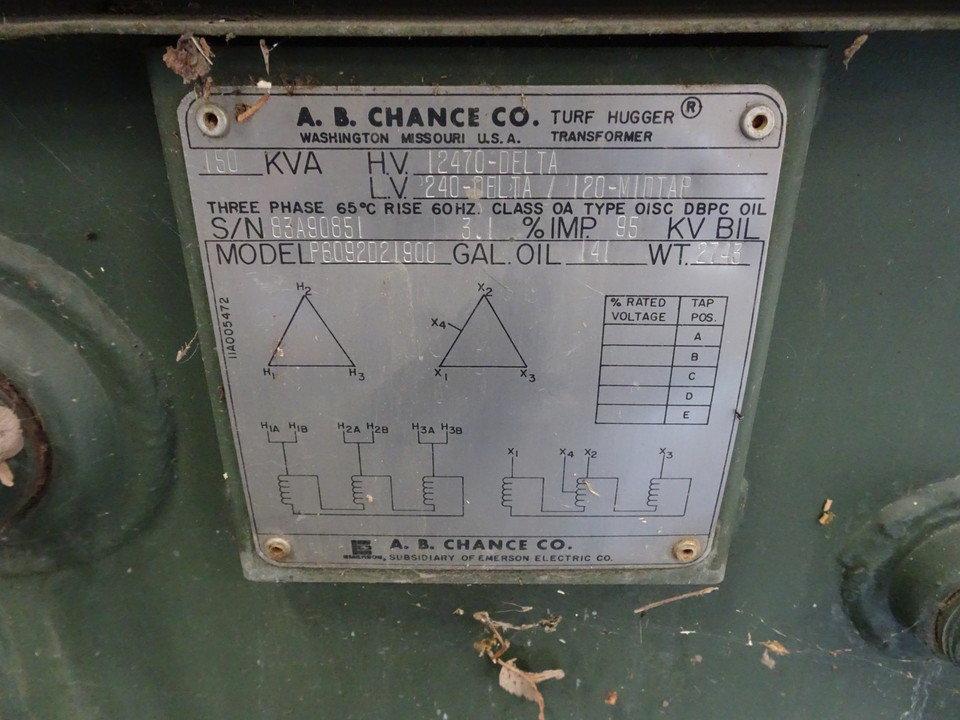 A. B. CHANCE CO. TURF HUGGER ®
WASHINGTON MISSOURI U.S.A. TRANSFORMER
150 KVA H.V. 12470-DELTA
L.V. 240-DELTA / 120-MIDTAP
THREE PHASE 65°C RISE 60HZ. CLASS OA TYPE OISC DBPC OIL
S/N 83A90851 3.1 % IMP. 95 KV BIL
MODEL P6092D21900 GAL. OIL 141 WT. 2743
11A005472
H2
H1 H3
X2
X4
X1 X3
% RATED VOLTAGE TAP POS.
A
B
C
D
E
H1A H1B H2A H2B H3A H3B
X1 X4 X2 X3
A. B. CHANCE CO.
EMERSON, SUBSIDIARY OF EMERSON ELECTRIC CO.